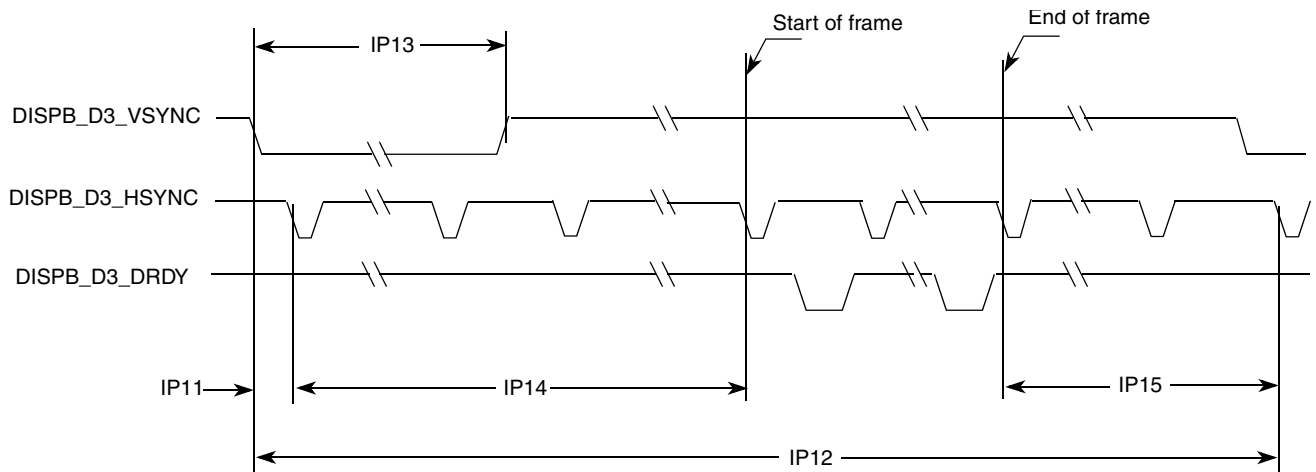 Start of frame
End of frame
IP13
DISPB_D3_VSYNC
DISPB_D3_HSYNC
DISPB_D3_DRDY
IP11
IP14
IP15
IP12